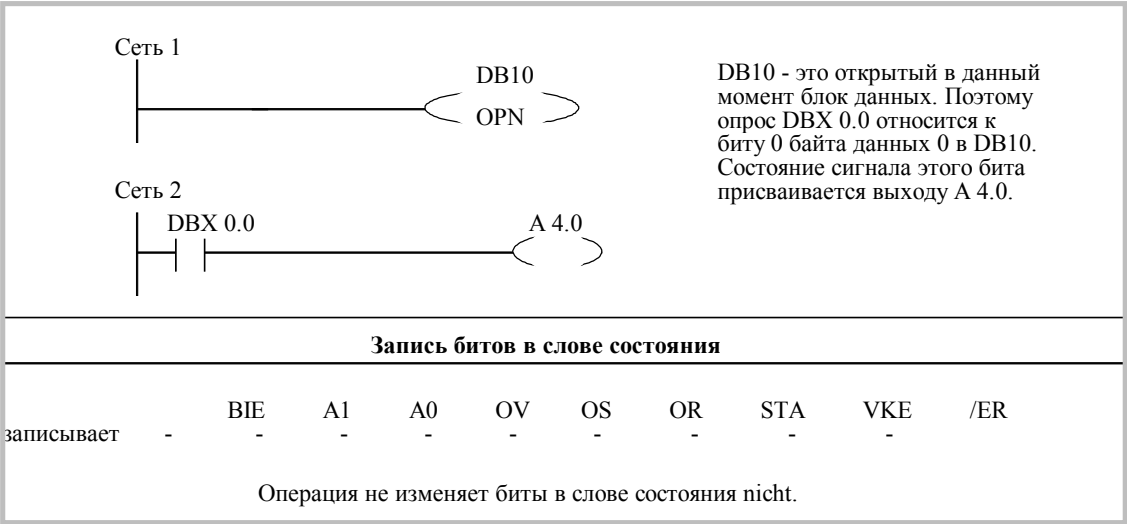 Сеть 1
DB10
OPN
DB10 - это открытый в данный
момент блок данных. Поэтому
опрос DBX 0.0 относится к
биту 0 байта данных 0 в DB10.
Состояние сигнала этого бита
присваивается выходу A 4.0.
Сеть 2
DBX 0.0 A 4.0
Запись битов в слове состояния
BIE A1 A0 OV OS OR STA VKE /ER
записывает - - - - - - - - -
Операция не изменяет биты в слове состояния nicht.